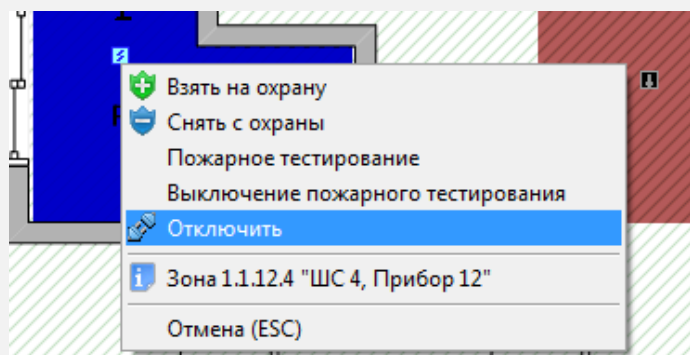 Взять на охрану
Снять с охраны
Пожарное тестирование
Выключение пожарного тестирования
Отключить
Зона 1.1.12.4 "ШС 4, Прибор 12"
Отмена (ESC)